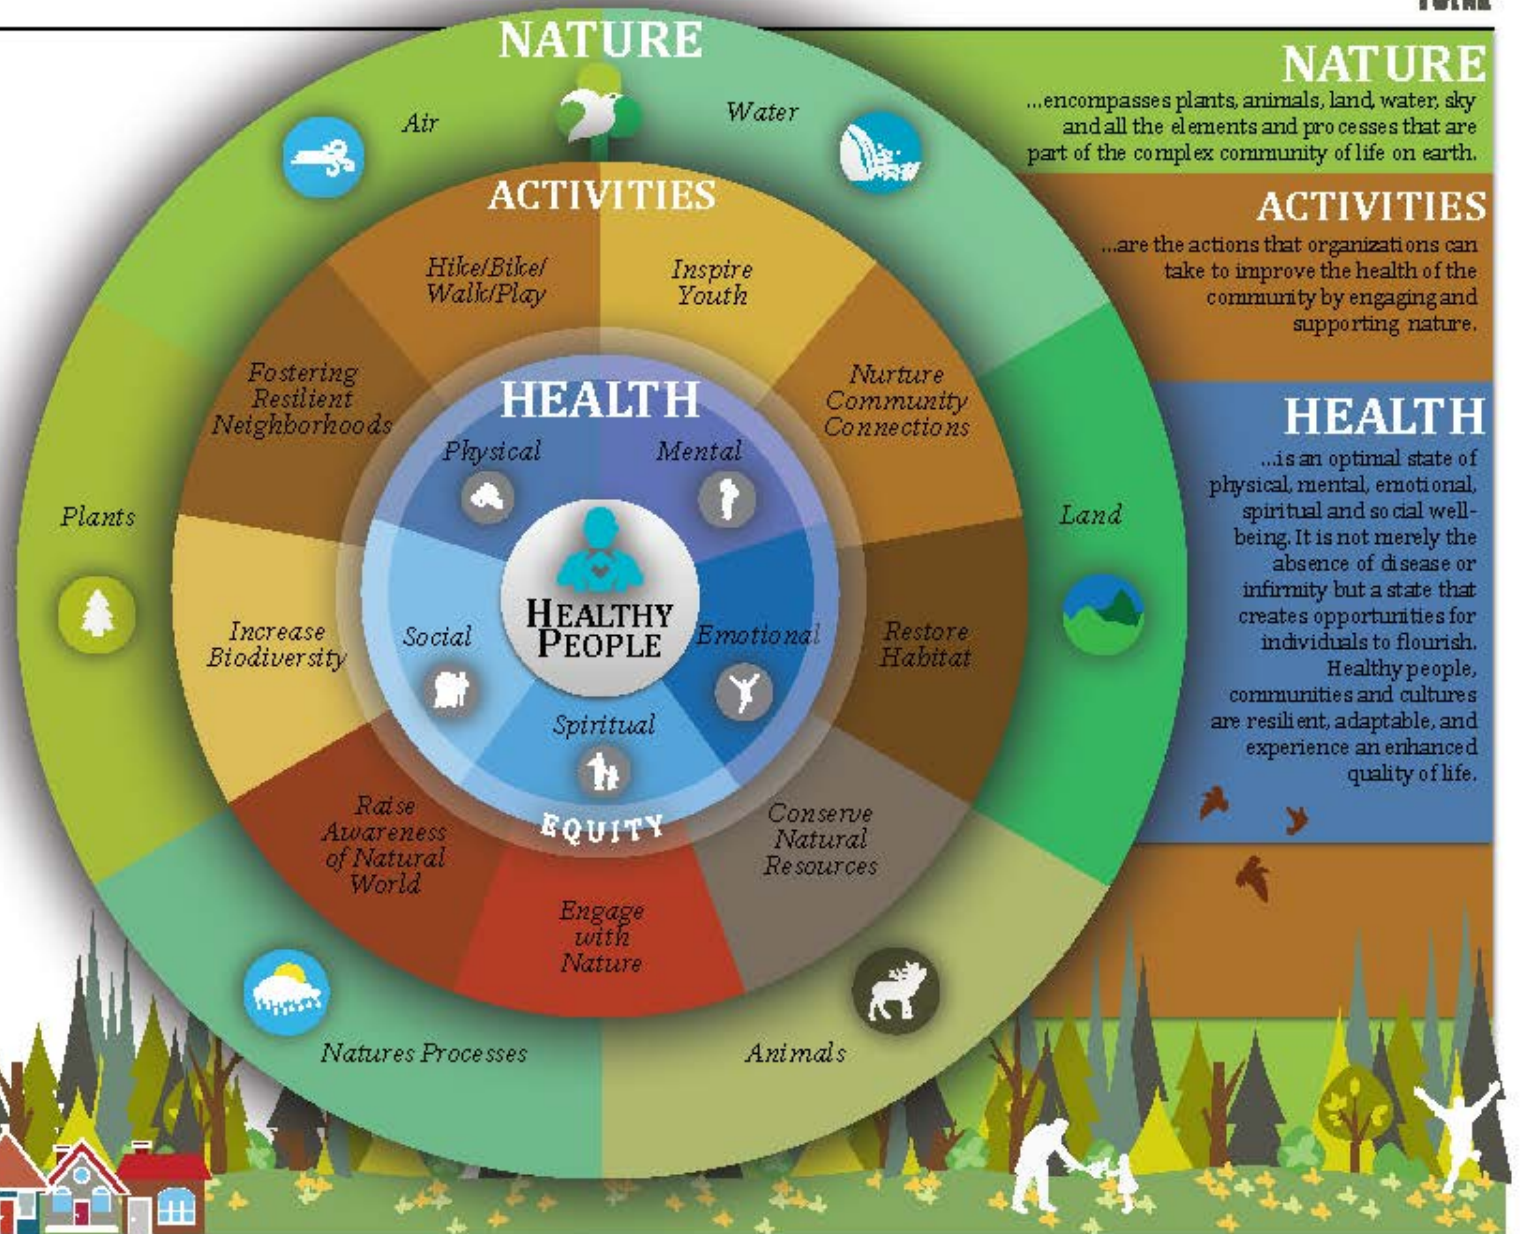 NATURE
Air
Water
ACTIVITIES
Hike/Bike/
Walk/Play
Inspire
Youth
Fostering
Resilient
Neighborhoods
Nurture
Community
Connections
HEALTH
Physical
Mental
Plants
Land
HEALTHY
PEOPLE
Increase
Biodiversity
Social
Emotional
Restore
Habitat
Spiritual
EQUITY
Raise
Awareness
of Natural
World
Conserve
Natural
Resources
Engage
with
Nature
Natures Processes
Animals
NATURE
...encompasses plants, animals, land, water, sky
and all the elements and processes that are
part of the complex community of life on earth.
ACTIVITIES
...are the actions that organizations can
take to improve the health of the
community by engaging and
supporting nature.
HEALTH
...is an optimal state of
physical, mental, emotional,
spiritual and social well-
being. It is not merely the
absence of disease or
infirmity but a state that
creates opportunities for
individuals to flourish.
Healthy people,
communities and cultures
are resilient, adaptable, and
experience an enhanced
quality of life.